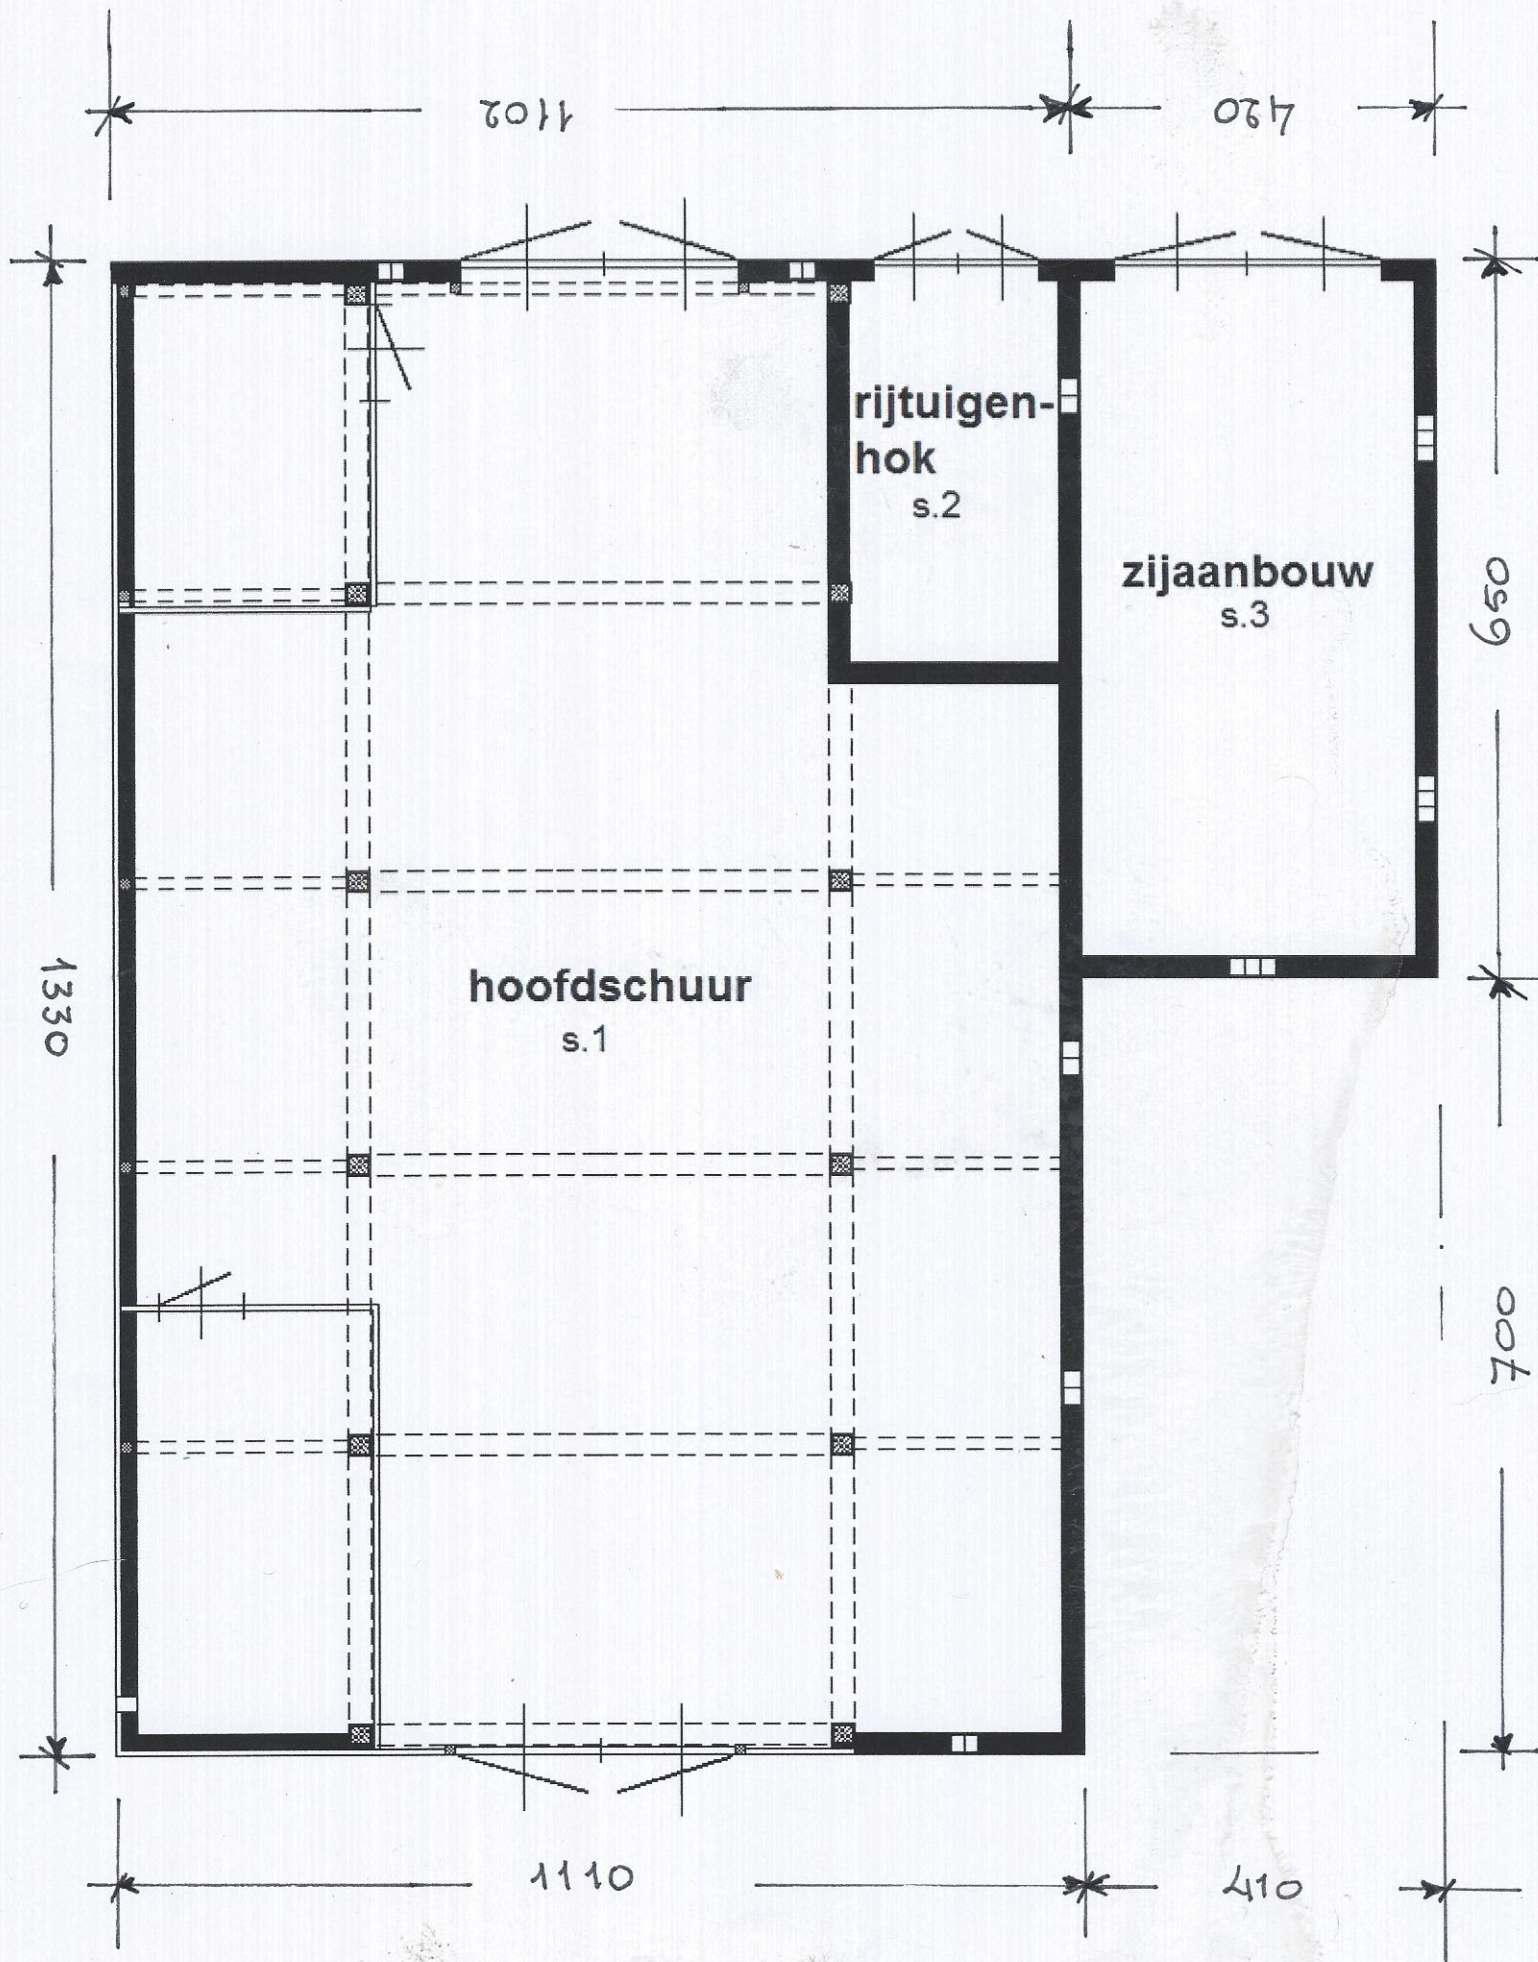 1102
420
rijtuigen-
hok
s.2
zijaanbouw
s.3
650
hoofdschuur
s.1
1330
700
1110
410